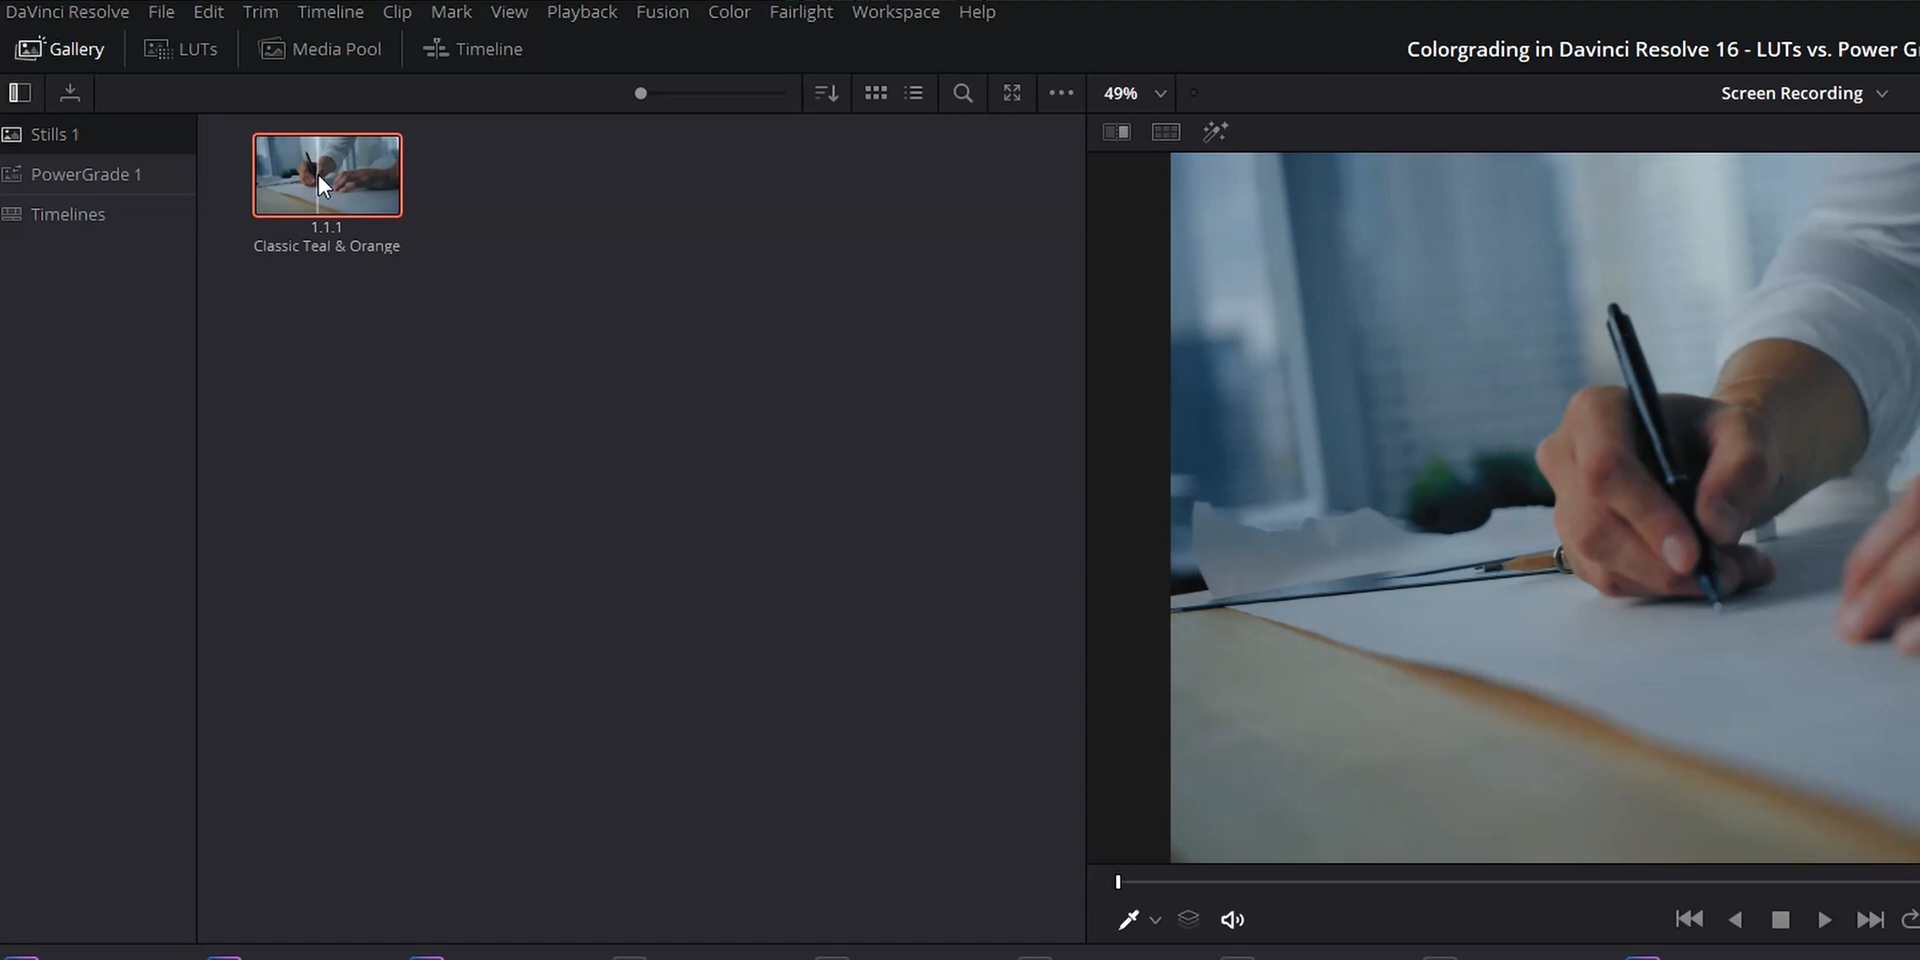 DaVinci Resolve File Edit Trim Timeline Clip Mark View Playback Fusion Color Fairlight Workspace Help
Gallery LUTs Media Pool Timeline
Colorgrading in Davinci Resolve 16 - LUTs vs. Power G
49%
Screen Recording
Stills 1
PowerGrade 1
Timelines
1.1.1
Classic Teal & Orange